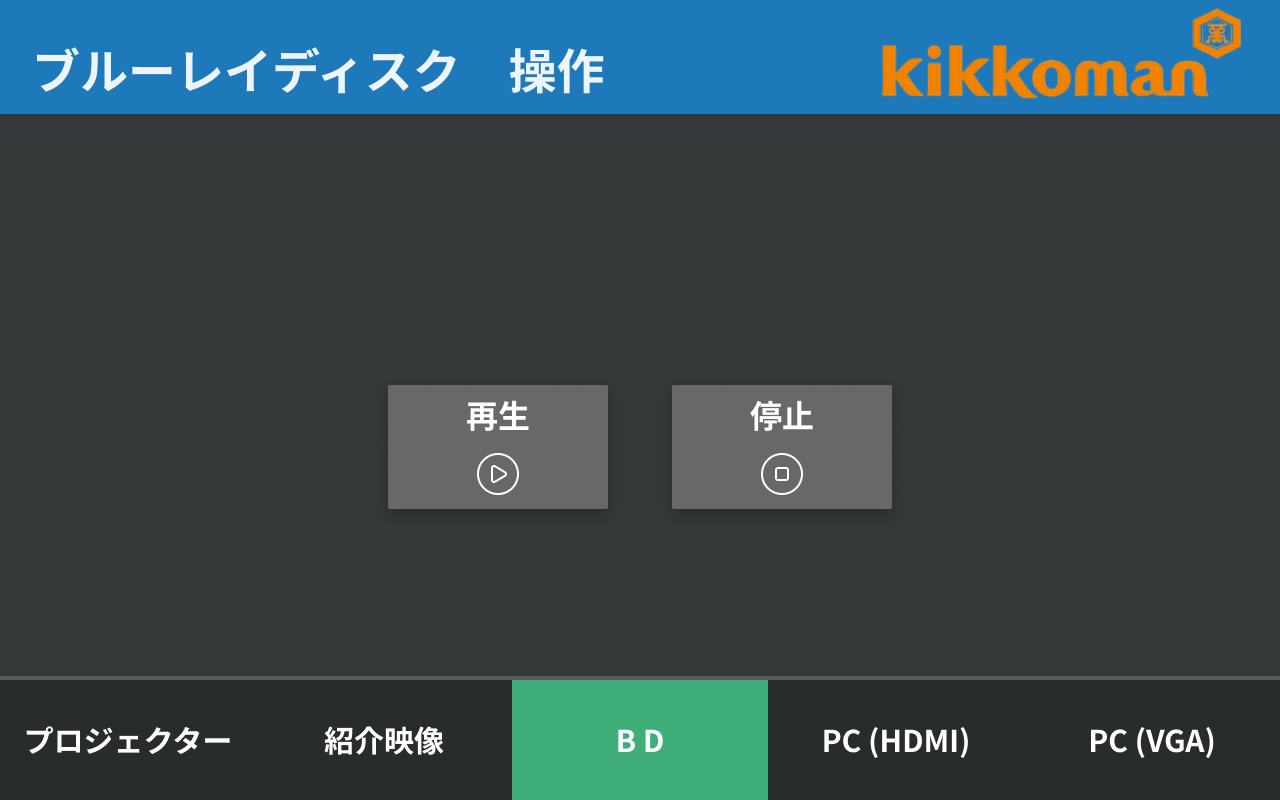 ブルーレイディスク　操作
kikkoman
萬
再生
停止
プロジェクター
紹介映像
B D
PC (HDMI)
PC (VGA)